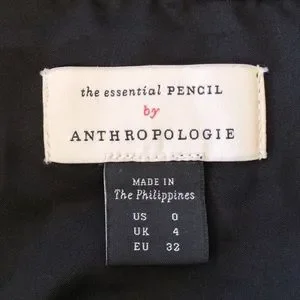 the essential PENCIL
by
ANTHROPOLOGIE
MADE IN
The Philippines
US 0
UK 4
EU 32